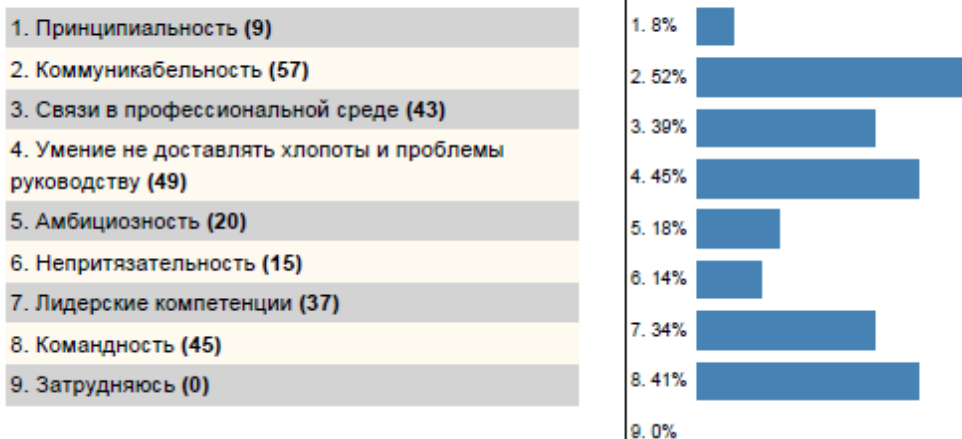 1. Принципиальность (9)
2. Коммуникабельность (57)
3. Связи в профессиональной среде (43)
4. Умение не доставлять хлопоты и проблемы
руководству (49)
5. Амбициозность (20)
6. Непритязательность (15)
7. Лидерские компетенции (37)
8. Командность (45)
9. Затрудняюсь (0)
1. 8%
2. 52%
3. 39%
4. 45%
5. 18%
6. 14%
7. 34%
8. 41%
9. 0%